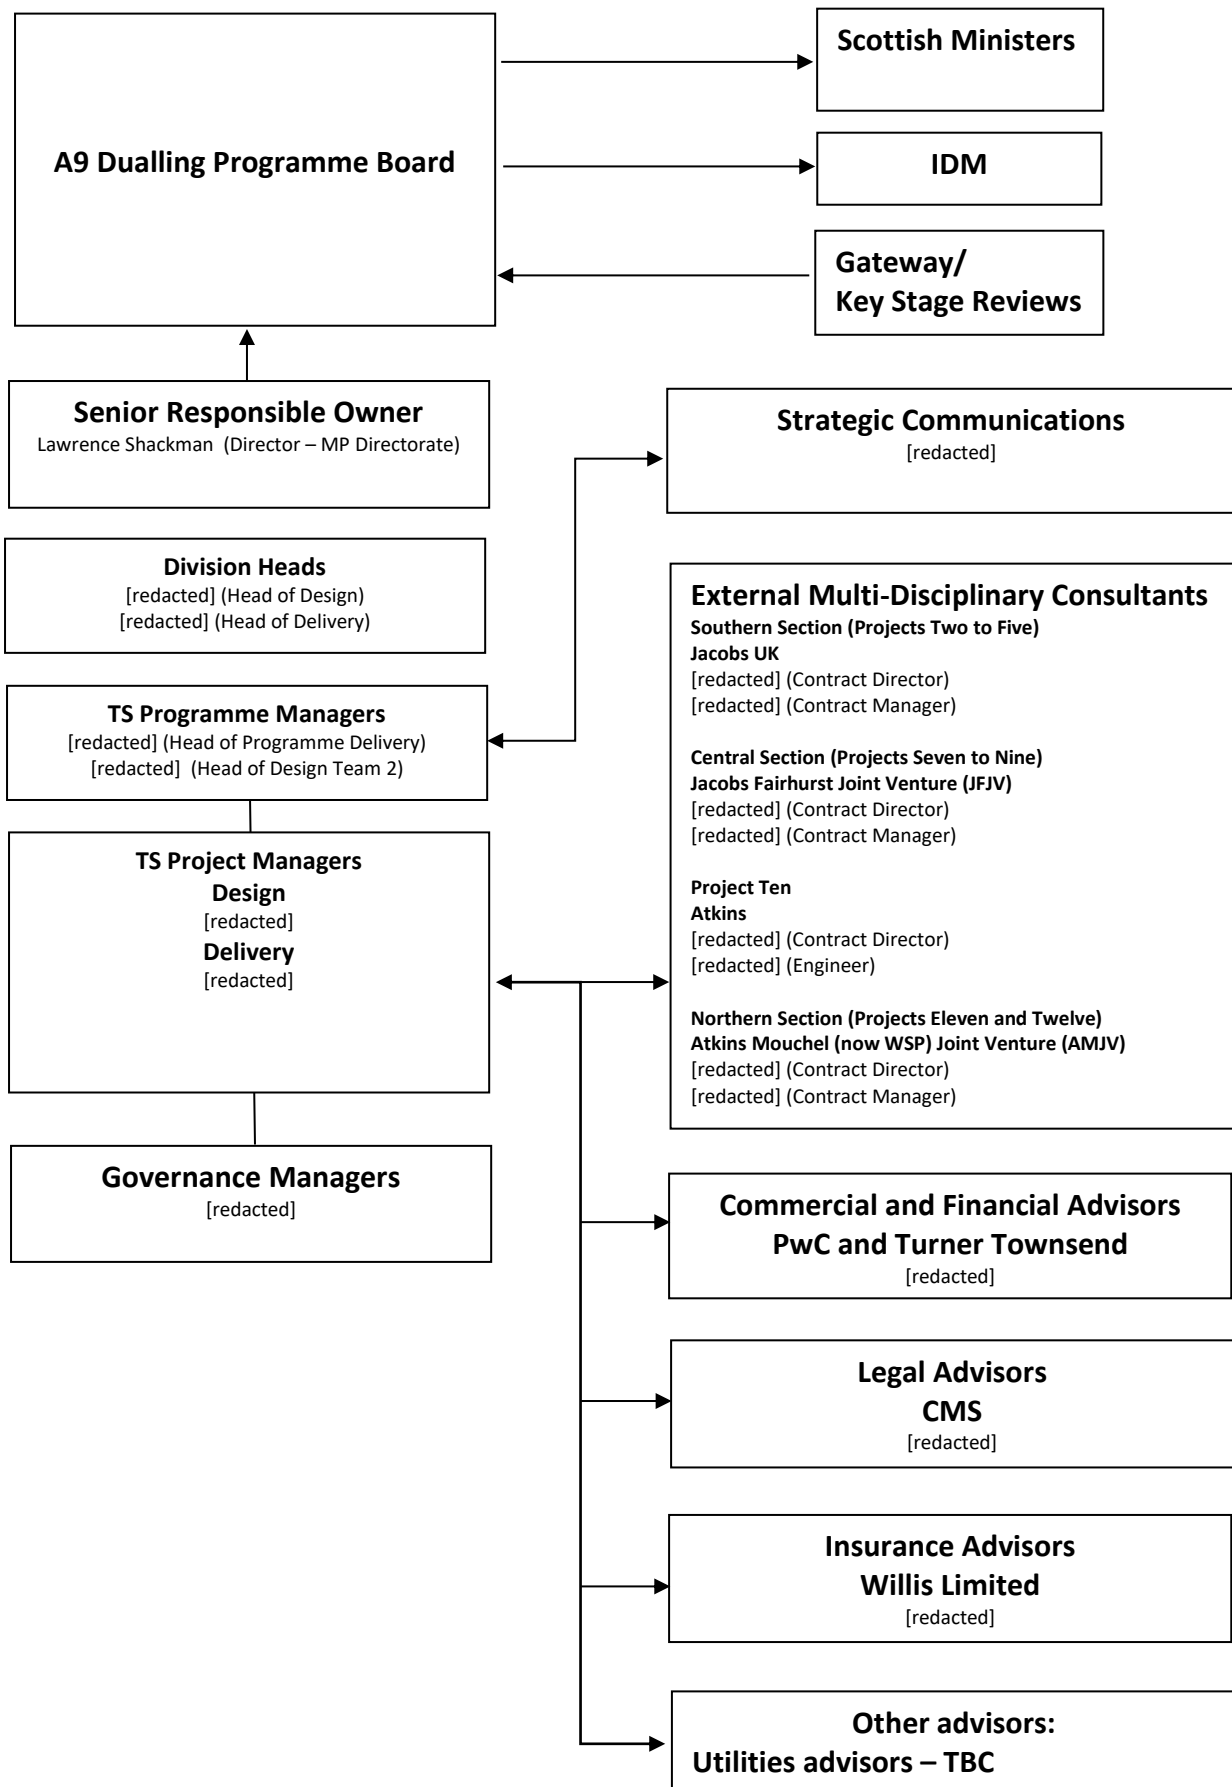 Scottish Ministers
A9 Dualling Programme Board
IDM
Gateway/
Key Stage Reviews
Senior Responsible Owner
Lawrence Shackman  (Director – MP Directorate)
Strategic Communications
[redacted]
Division Heads
[redacted] (Head of Design)
[redacted] (Head of Delivery)
TS Programme Managers
[redacted] (Head of Programme Delivery)
[redacted]  (Head of Design Team 2)
TS Project Managers
Design
[redacted]
Delivery
[redacted]
Governance Managers
[redacted]
External Multi-Disciplinary Consultants
Southern Section (Projects Two to Five)
Jacobs UK
[redacted] (Contract Director)
[redacted] (Contract Manager)
Central Section (Projects Seven to Nine)
Jacobs Fairhurst Joint Venture (JFJV)
[redacted] (Contract Director)
[redacted] (Contract Manager)
Project Ten
Atkins
[redacted] (Contract Director)
[redacted] (Engineer)
Northern Section (Projects Eleven and Twelve)
Atkins Mouchel (now WSP) Joint Venture (AMJV)
[redacted] (Contract Director)
[redacted] (Contract Manager)
Commercial and Financial Advisors
PwC and Turner Townsend
[redacted]
Legal Advisors
CMS
[redacted]
Insurance Advisors
Willis Limited
[redacted]
Other advisors:
Utilities advisors – TBC